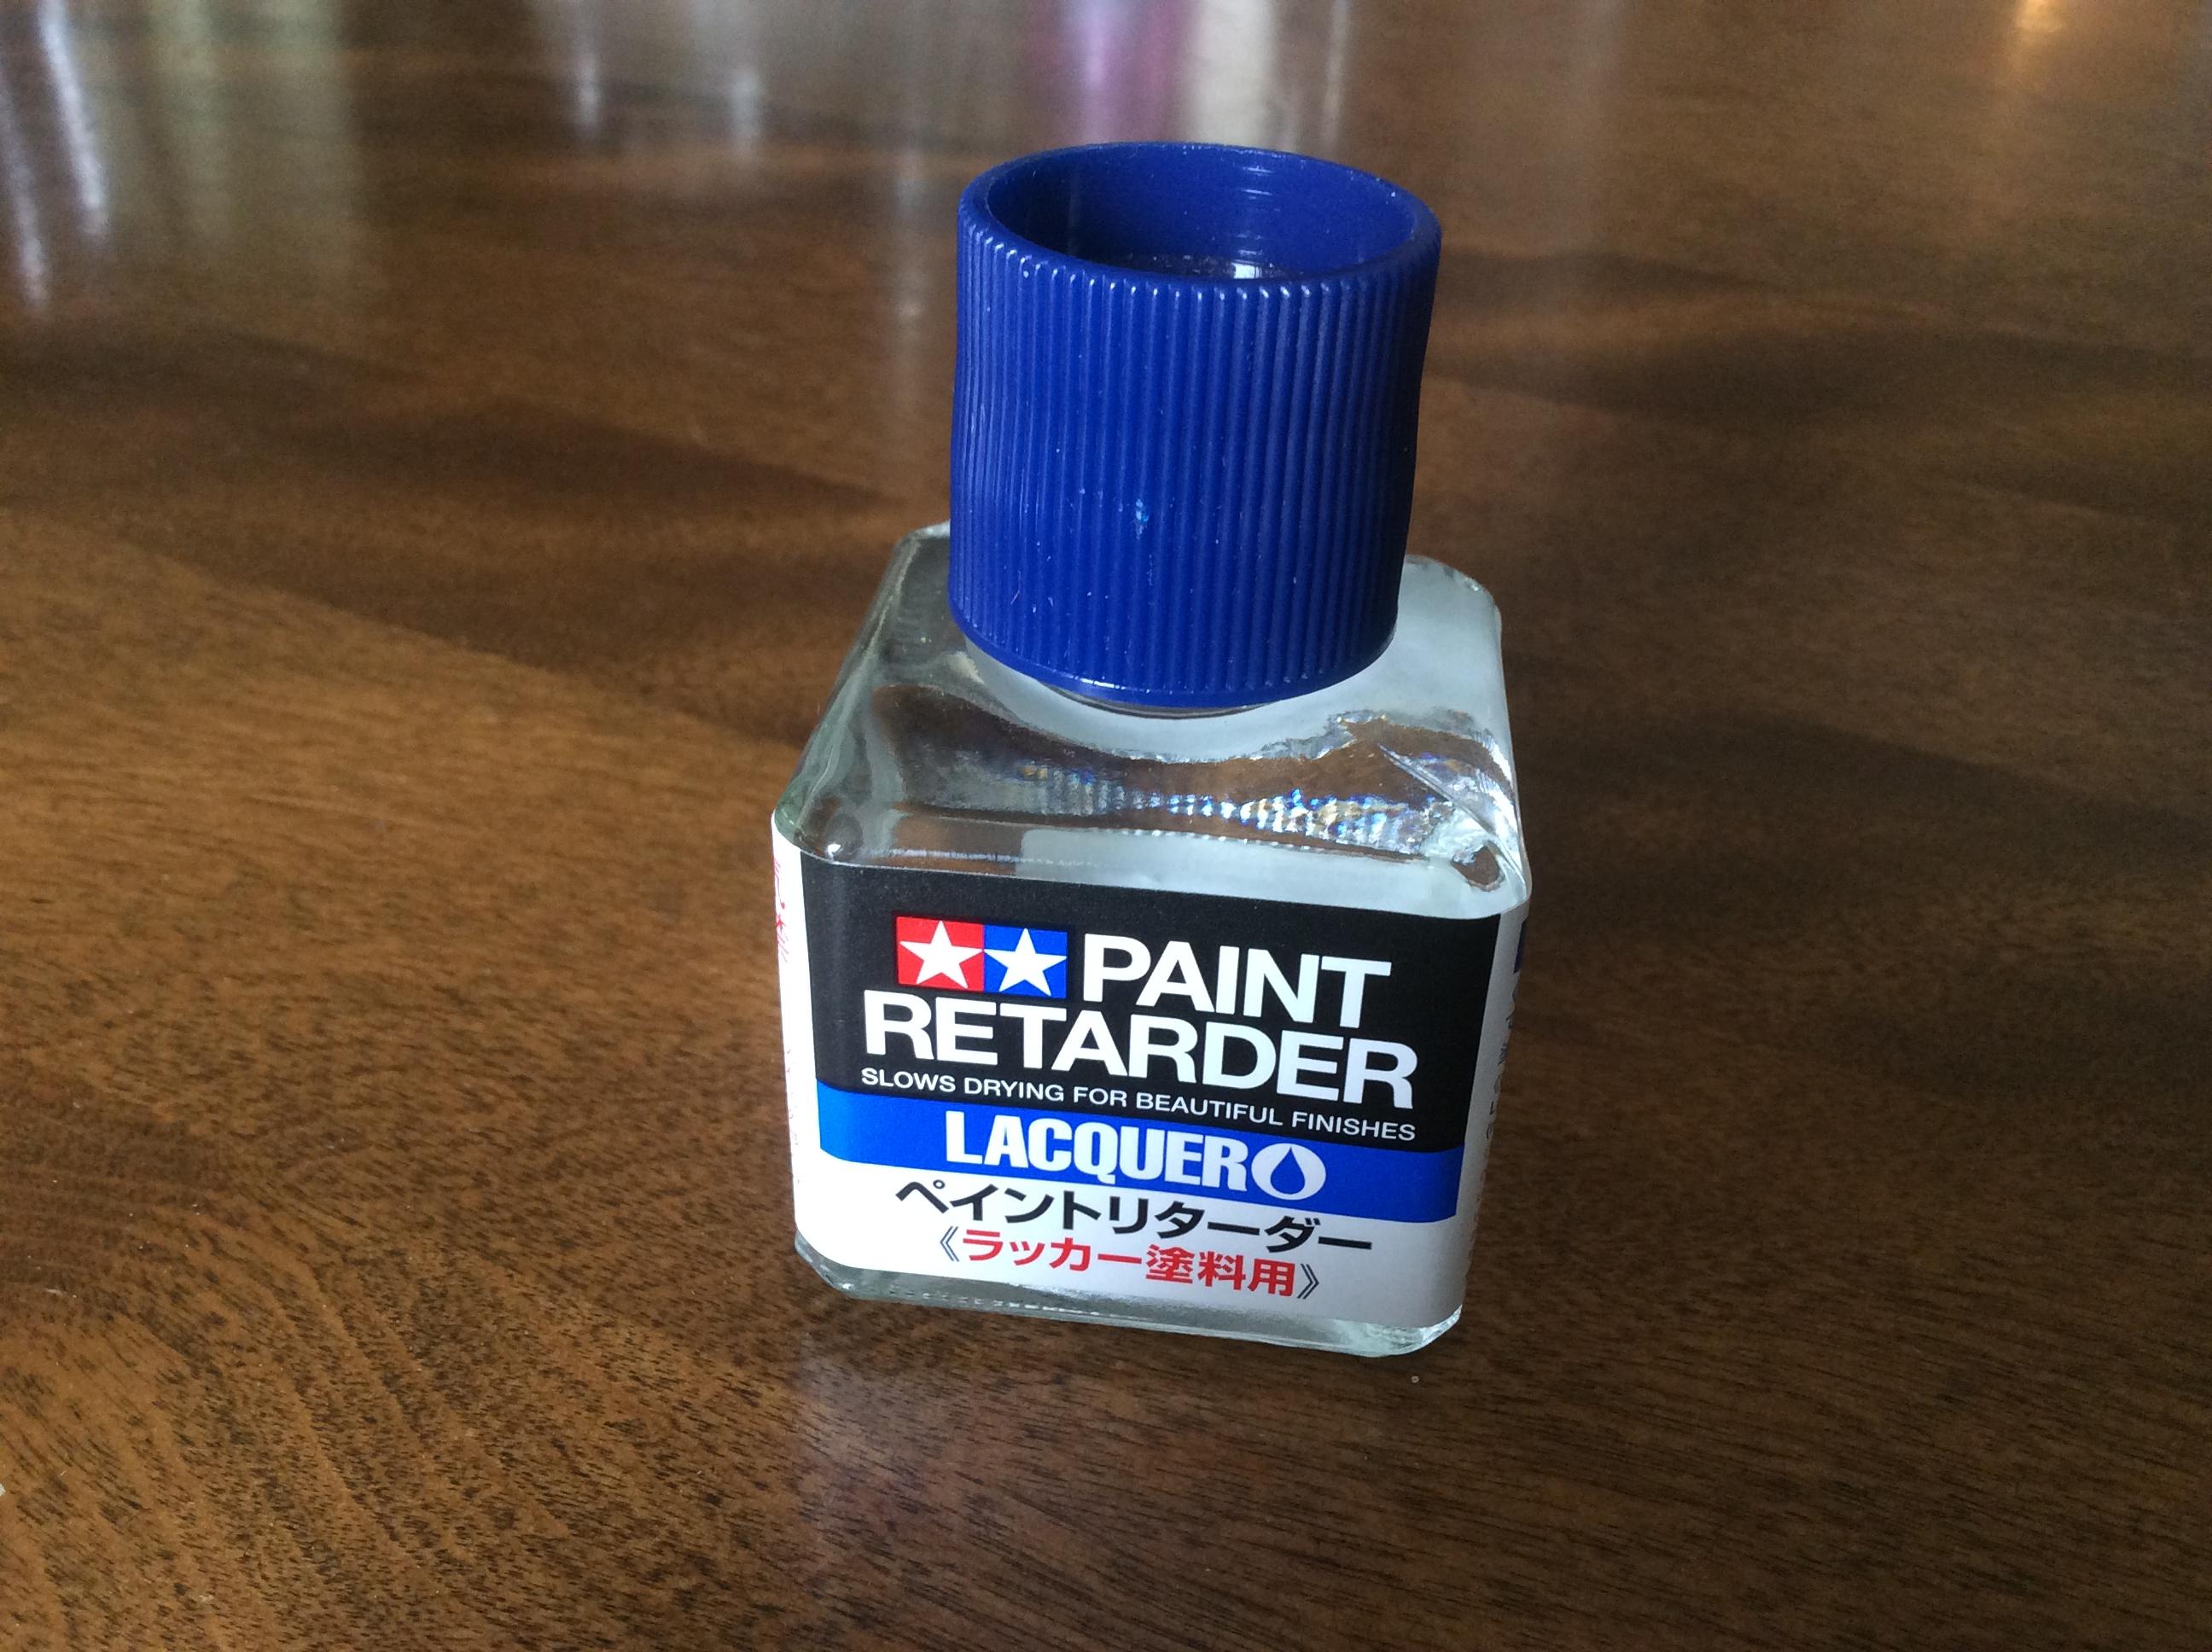 PAINT
RETARDER
SLOWS DRYING FOR BEAUTIFUL FINISHES
LACQUER
ペイントリターダー
《ラッカー塗料用》